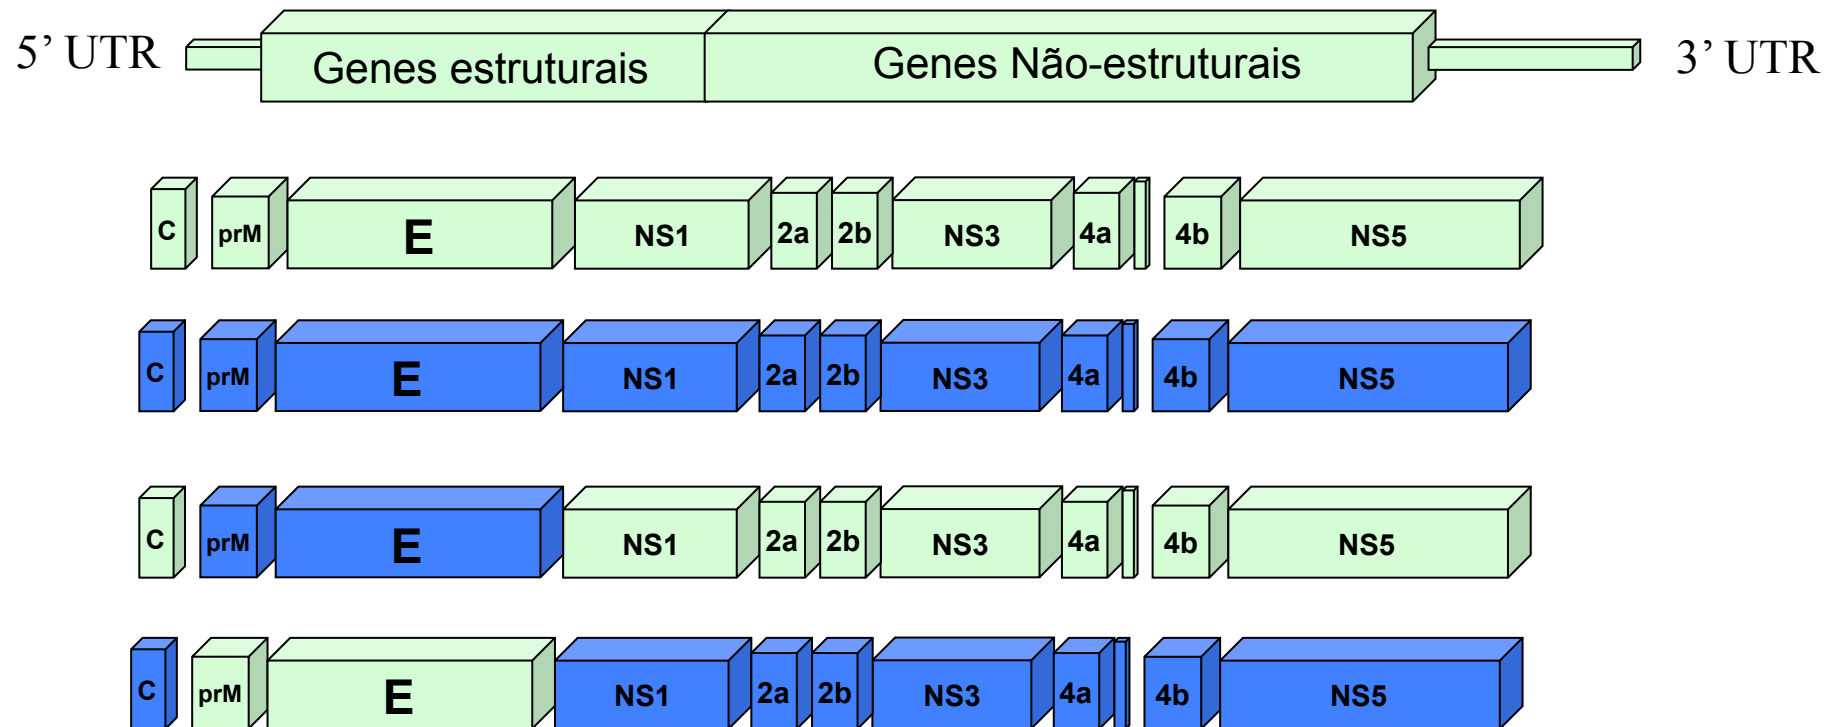 5’ UTR Genes estruturais Genes Não-estruturais 3’ UTR
C prM E NS1 2a 2b NS3 4a 4b NS5
C prM E NS1 2a 2b NS3 4a 4b NS5
C prM E NS1 2a 2b NS3 4a 4b NS5
C prM E NS1 2a 2b NS3 4a 4b NS5